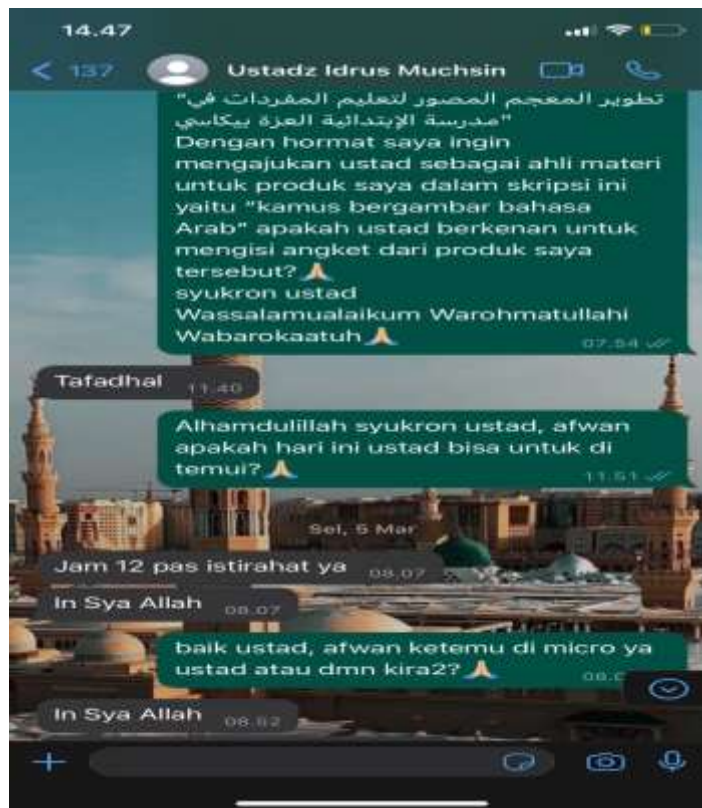 14.47
137
Ustadz Idrus Muchsin
تطوير المعجم المصور لتعليم المفردات في"
"مدرسة الإبتدائية العزة بيكاسي
Dengan hormat saya ingin
mengajukan ustad sebagai ahli materi
untuk produk saya dalam skripsi ini
yaitu "kamus bergambar bahasa
Arab" apakah ustad berkenan untuk
mengisi angket dari produk saya
tersebut? 🙏
syukron ustad
Wassalamualaikum Warohmatullahi
Wabarokaatuh 🙏
07.54
Tafadhal
11.40
Alhamdulillah syukron ustad, afwan
apakah hari ini ustad bisa untuk di
temui? 🙏
11.51
Sel, 5 Mar
Jam 12 pas istirahat ya
08.07
In Sya Allah
08.07
baik ustad, afwan ketemu di micro ya
ustad atau dmn kira2? 🙏
In Sya Allah